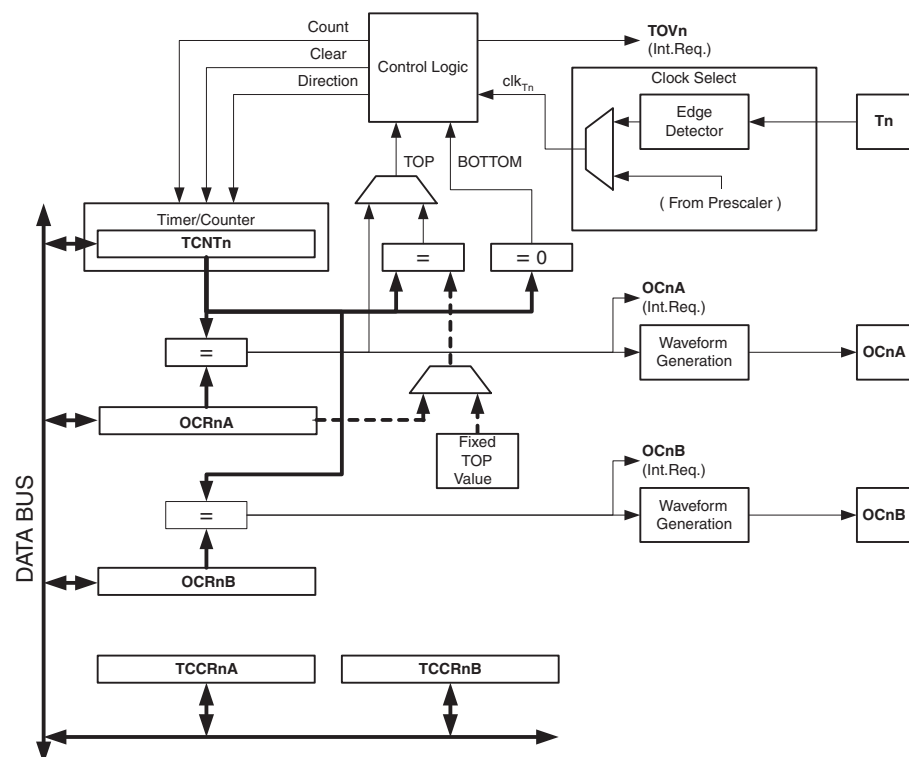 Count
Clear
Direction
Control Logic
TOVn
(Int.Req.)
clkTn
Clock Select
Edge
Detector
Tn
( From Prescaler )
TOP
BOTTOM
Timer/Counter
TCNTn
=
= 0
OCnA
(Int.Req.)
=
Waveform
Generation
OCnA
OCRnA
Fixed
TOP
Value
OCnB
(Int.Req.)
=
Waveform
Generation
OCnB
OCRnB
DATA BUS
TCCRnA
TCCRnB